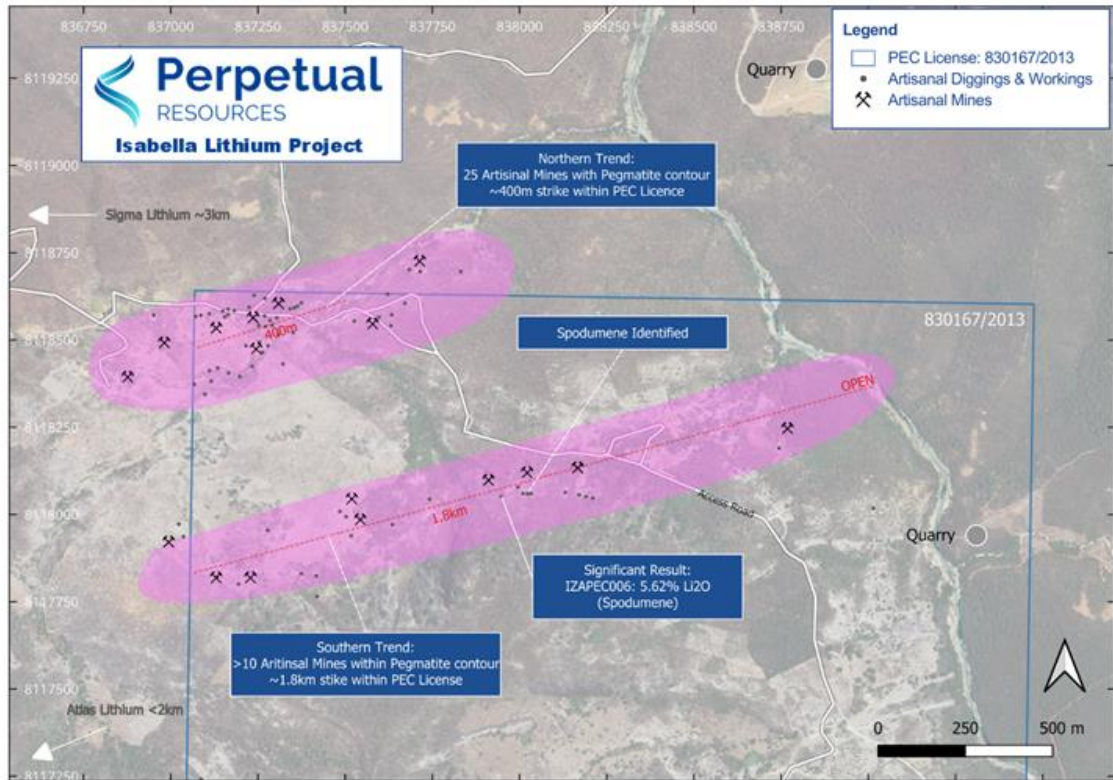 836750 837000 837250 837500 837750 838000 838250 838500 838750
Legend
PEC License: 830167/2013
Artisanal Diggings & Workings
Artisanal Mines
8119250
Perpetual
RESOURCES
Isabella Lithium Project
Quarry
8119000
Northern Trend:
25 Artisinal Mines with Pegmatite contour
~400m strike within PEC Licence
Sigma Lithium ~3km
8118750
830167/2013
Spodumene Identified
400m
8118500
OPEN
8118250
Access Road
1.8km
8118000
Quarry
Significant Result:
IZAPEC006: 5.62% Li2O
(Spodumene)
8117750
Southern Trend:
>10 Aritinsal Mines within Pegmatite contour
~1.8km stike within PEC License
8117500
Atlas Lithium <2km
0 250 500 m
8117250